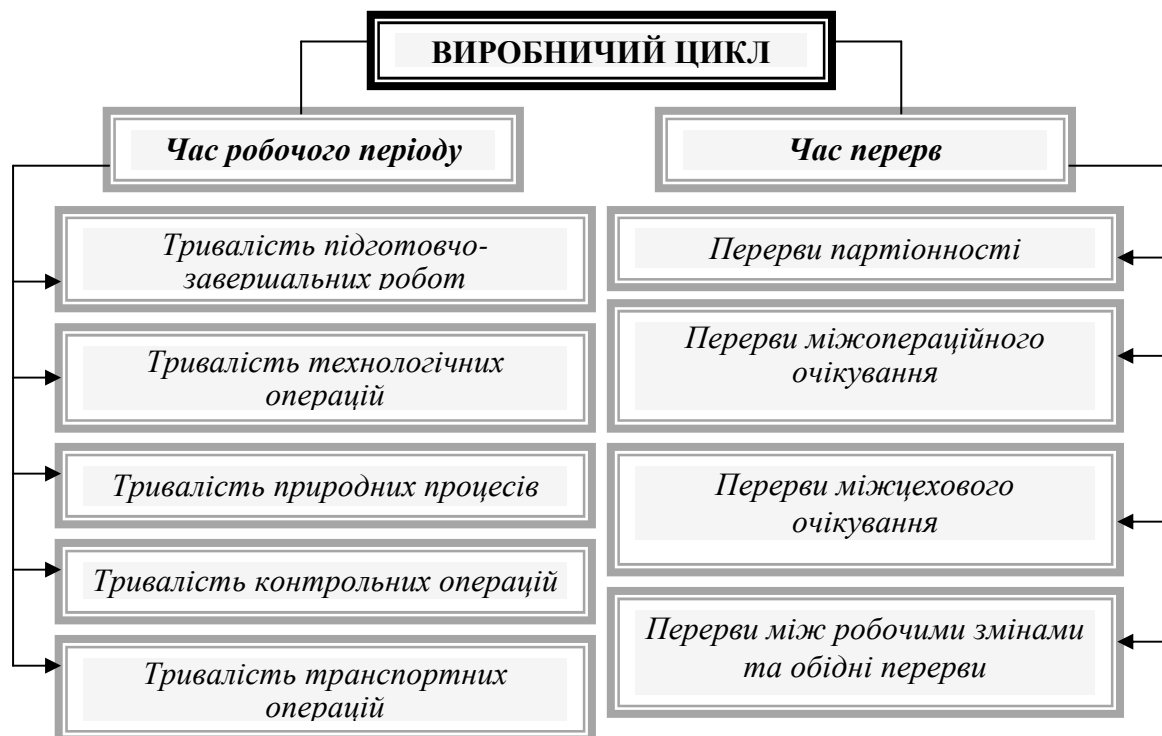 ВИРОБНИЧИЙ ЦИКЛ
Час робочого періоду
Тривалість підготовчо-
завершальних робот
Тривалість технологічних
операцій
Тривалість природних процесів
Тривалість контрольних операцій
Тривалість транспортних
операцій
Час перерв
Перерви партіонності
Перерви міжопераційного
очікування
Перерви міжцехового
очікування
Перерви між робочими змінами
та обідні перерви